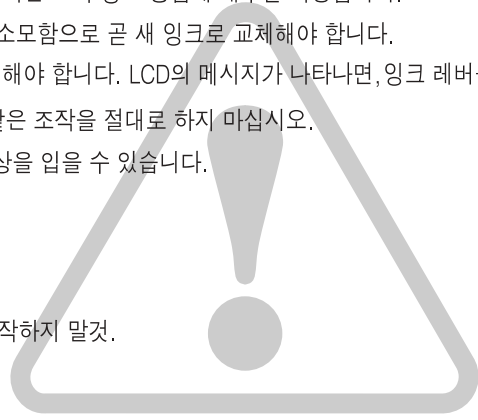 소모함으로 곧 새 잉크로 교체해야 합니다.
해야 합니다. LCD의 메시지가 나타나면,잉크 레버
같은 조작을 절대로 하지 마십시오.
상을 입을 수 있습니다.
작하지 말것.